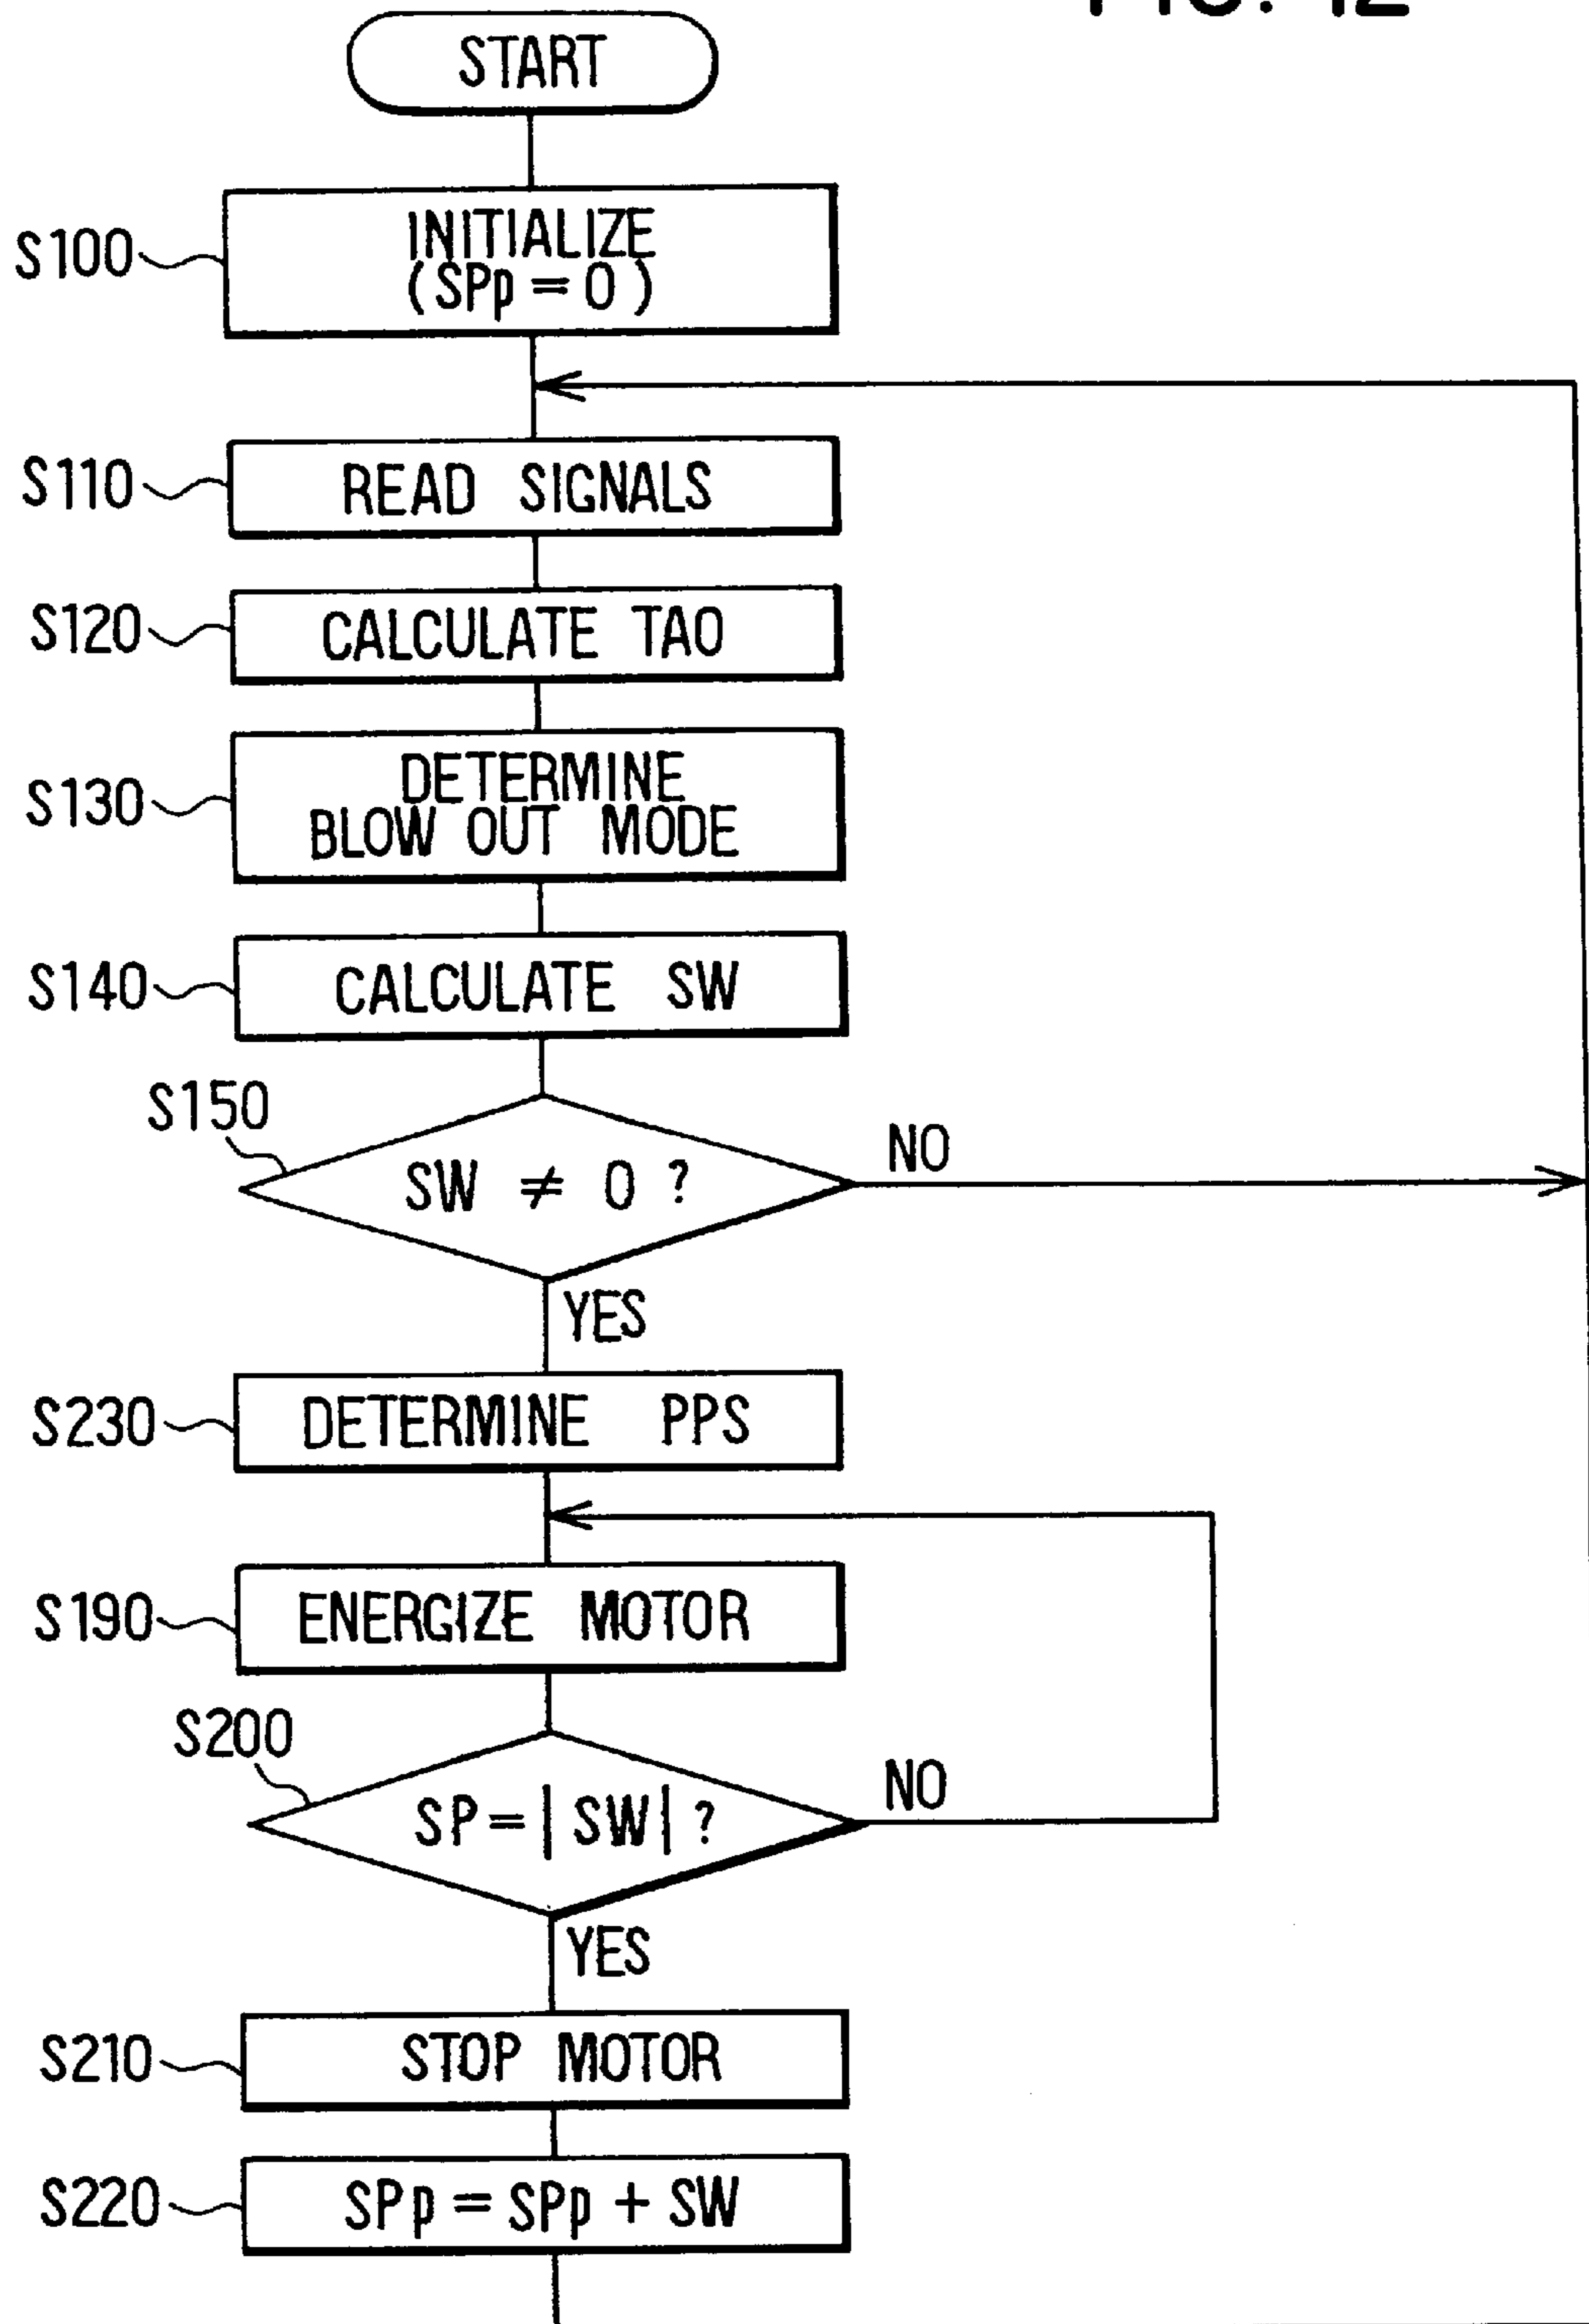 FIG. 12
START
S100
INITIALIZE
(SPp = 0)
S110
READ SIGNALS
S120
CALCULATE TAO
S130
DETERMINE
BLOW OUT MODE
S140
CALCULATE SW
S150
SW ≠ 0 ?
NO
YES
S230
DETERMINE PPS
S190
ENERGIZE MOTOR
S200
SP=|SW| ?
NO
YES
S210
STOP MOTOR
S220
SPp = SPp + SW